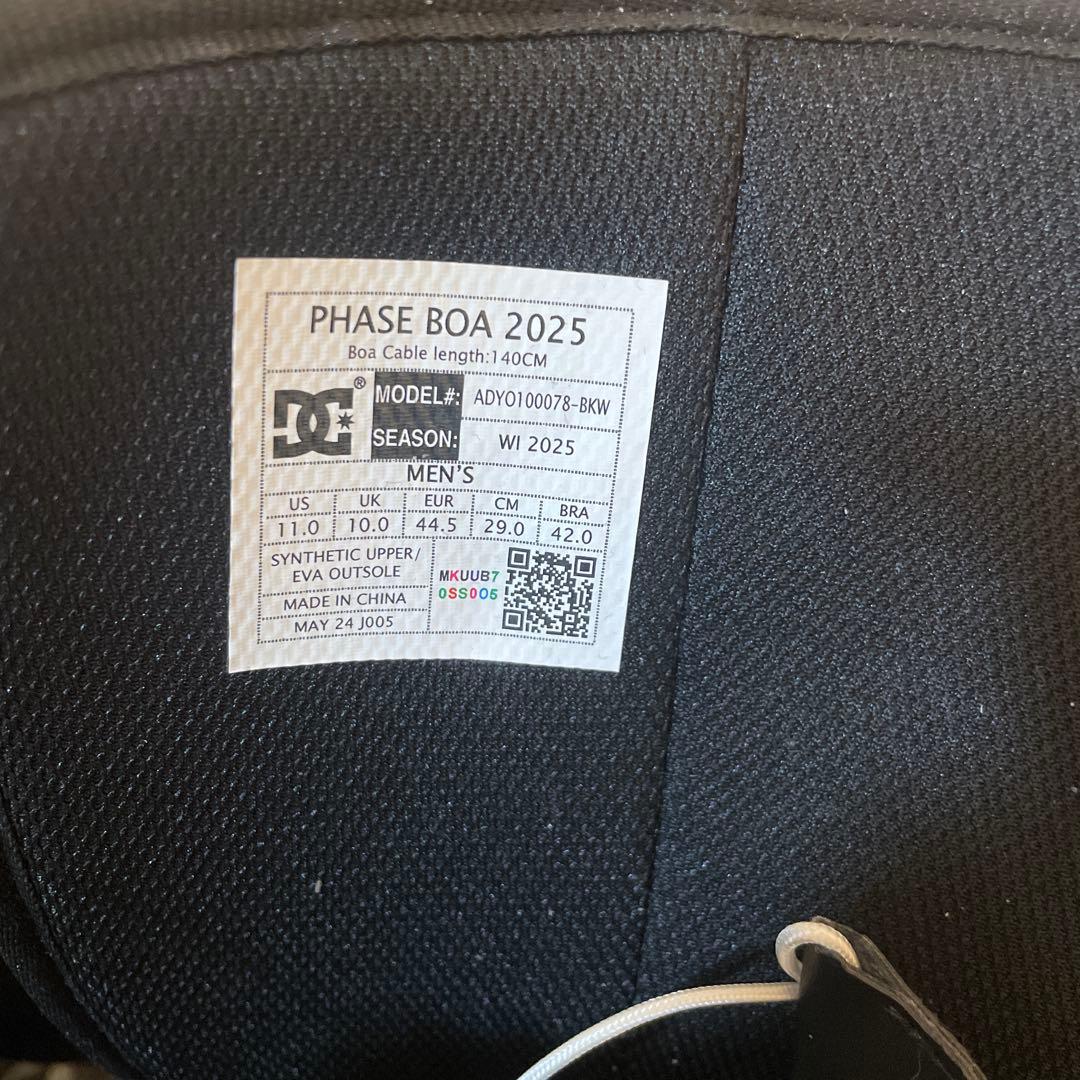 PHASE BOA 2025
Boa Cable length:140CM
DC® MODEL#: ADYO100078-BKW
SEASON: WI 2025
MEN'S
US UK EUR CM BRA
11.0 10.0 44.5 29.0 42.0
SYNTHETIC UPPER/
EVA OUTSOLE
MADE IN CHINA
MAY 24 J005
MKUUB7
0SS0O5